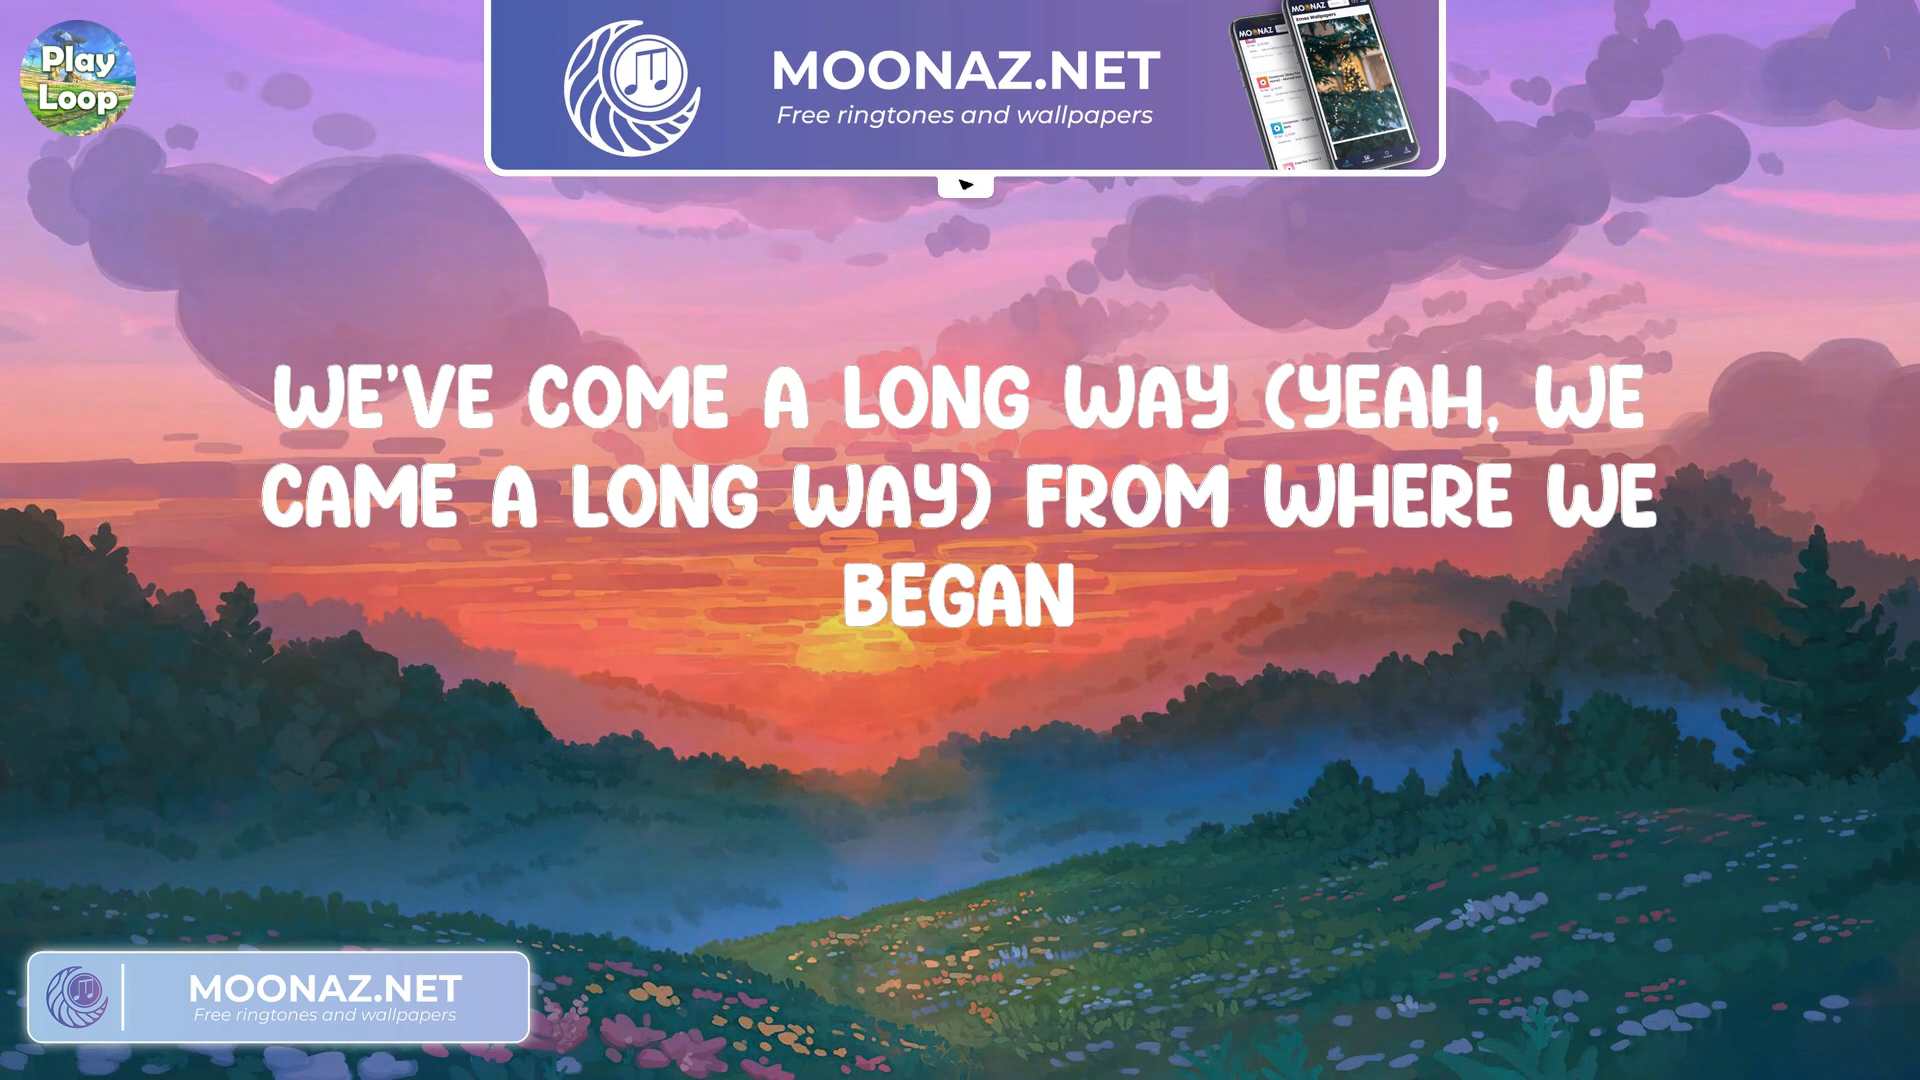 Play
Loop
MOONAZ.NET
Free ringtones and wallpapers
WE'VE COME A LONG WAY (YEAH, WE
CAME A LONG WAY) FROM WHERE WE
BEGAN
MOONAZ.NET
Free ringtones and wallpapers